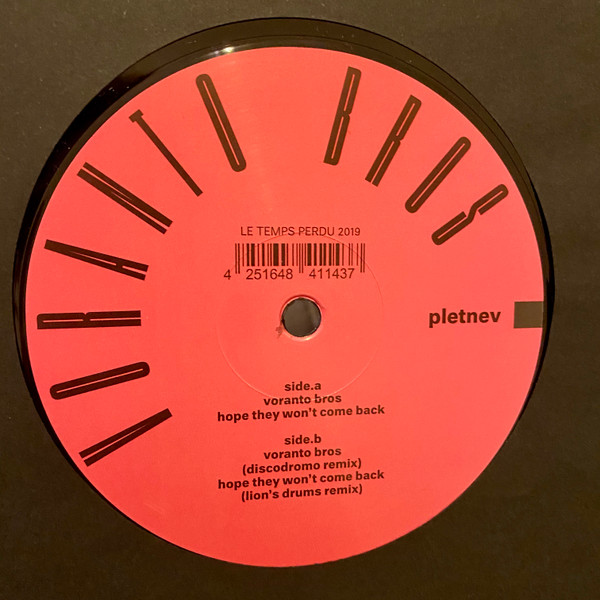 VORANTO BROS
LE TEMPS PERDU 2019
4 251648 411437
pletnev
side.a
voranto bros
hope they won't come back
side.b
voranto bros
(discodromo remix)
hope they won't come back
(lion's drums remix)